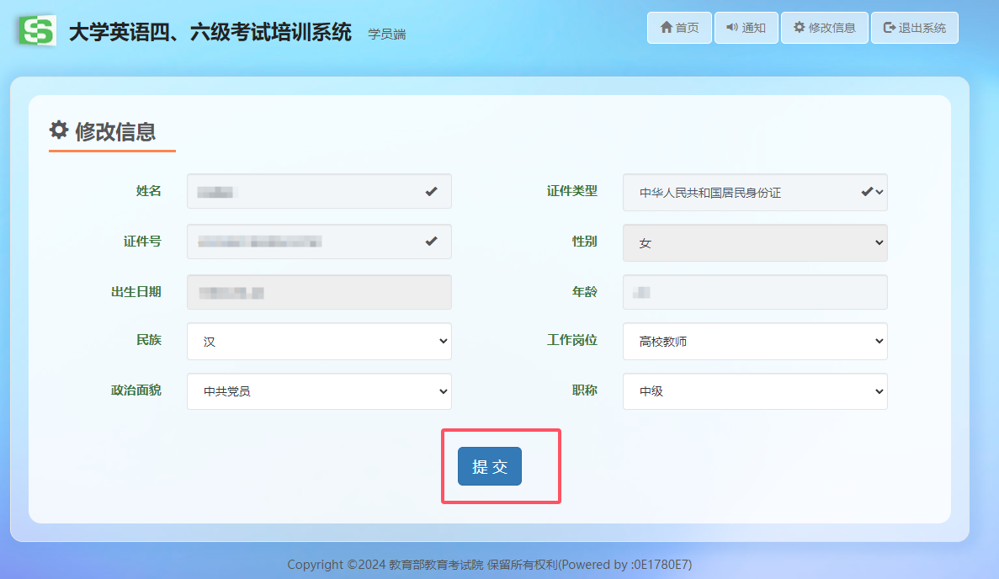 大学英语四、六级考试培训系统 学员端 首页 通知 修改信息 退出系统
修改信息
姓名 证件类型 中华人民共和国居民身份证
证件号 性别 女
出生日期 年龄
民族 汉 工作岗位 高校教师
政治面貌 中共党员 职称 中级
提 交
Copyright ©2024 教育部教育考试院 保留所有权利(Powered by :0E1780E7)